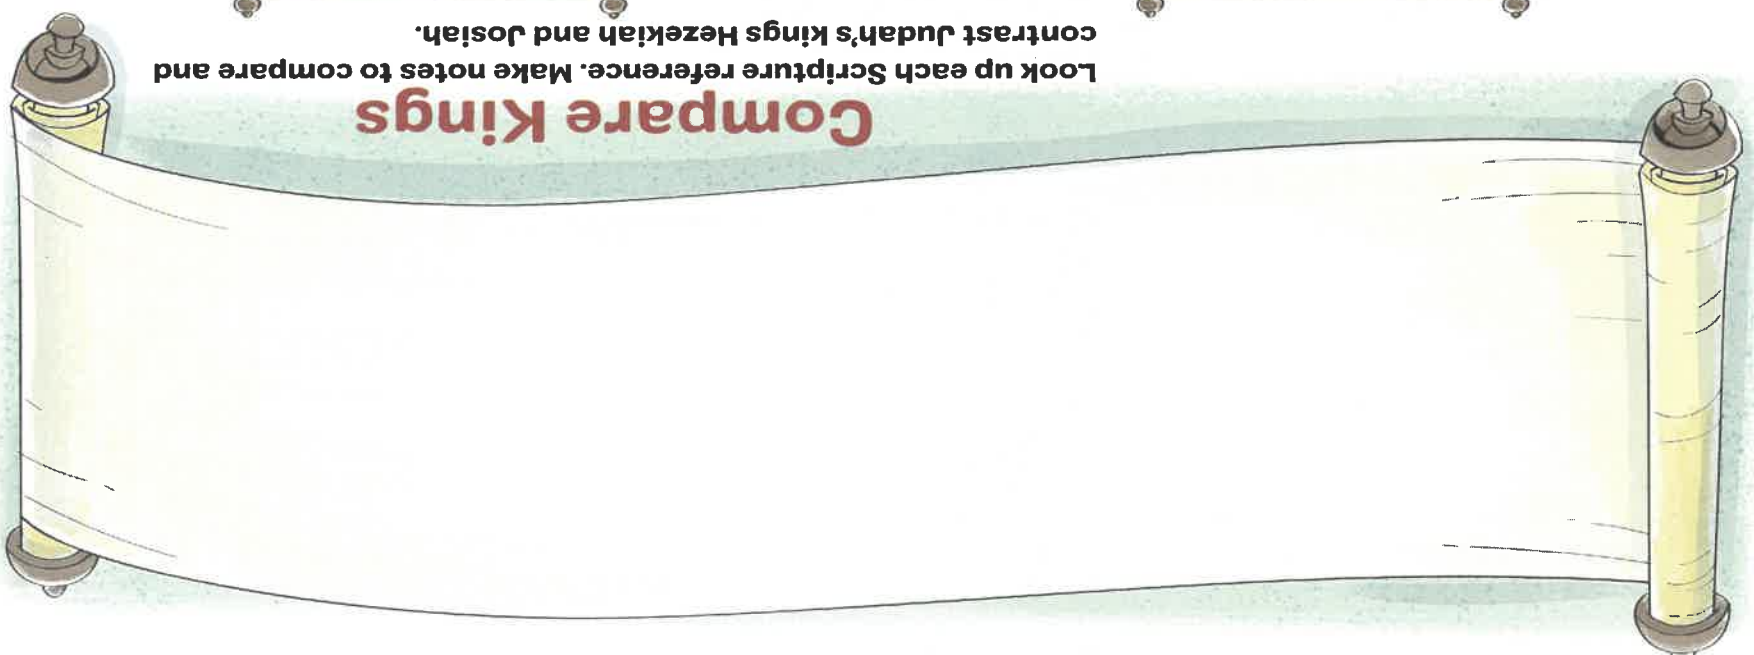 Compare Kings
Look up each Scripture reference. Make notes to compare and
contrast Judah's kings Hezekiah and Josiah.